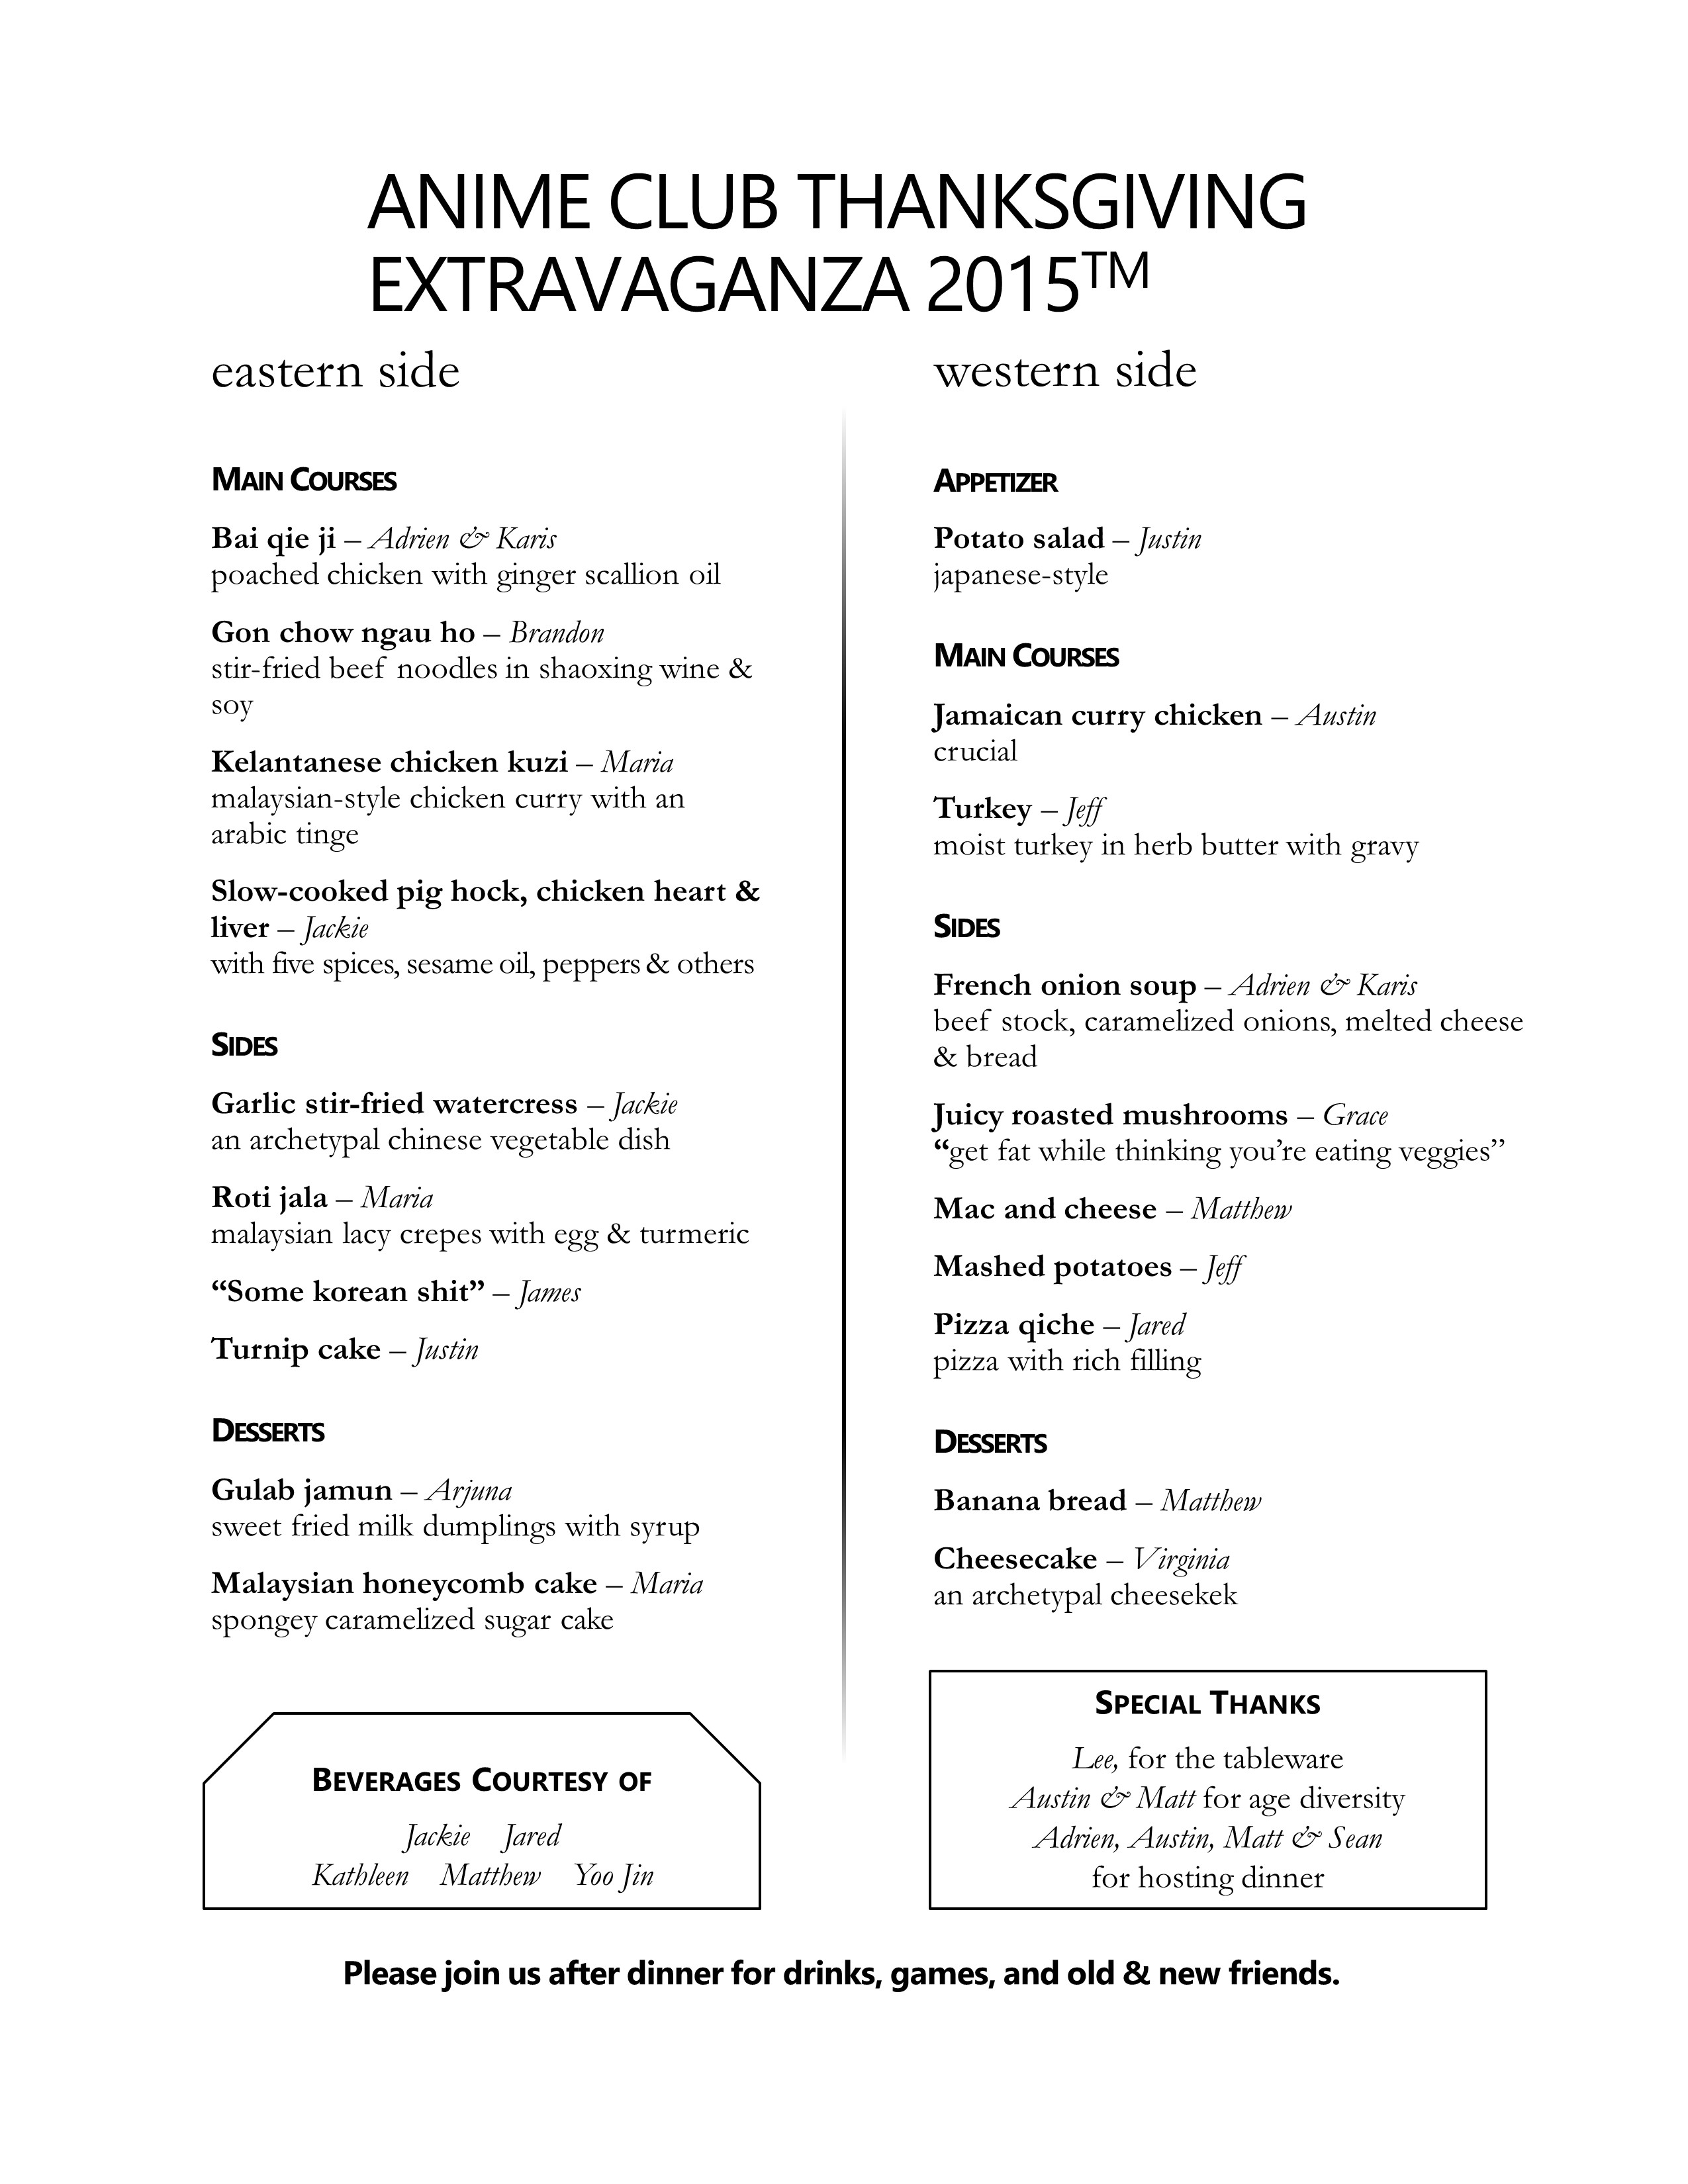 ANIME CLUB THANKSGIVING
EXTRAVAGANZA 2015™
eastern side
MAIN COURSES
Bai qie ji – Adrien & Karis
poached chicken with ginger scallion oil
Gon chow ngau ho – Brandon
stir-fried beef noodles in shaoxing wine &
soy
Kelantanese chicken kuzi – Maria
malaysian-style chicken curry with an
arabic tinge
Slow-cooked pig hock, chicken heart &
liver – Jackie
with five spices, sesame oil, peppers & others
SIDES
Garlic stir-fried watercress – Jackie
an archetypal chinese vegetable dish
Roti jala – Maria
malaysian lacy crepes with egg & turmeric
“Some korean shit” – James
Turnip cake – Justin
DESSERTS
Gulab jamun – Arjuna
sweet fried milk dumplings with syrup
Malaysian honeycomb cake – Maria
spongey caramelized sugar cake
BEVERAGES COURTESY OF
Jackie Jared
Kathleen Matthew Yoo Jin
western side
APPETIZER
Potato salad – Justin
japanese-style
MAIN COURSES
Jamaican curry chicken – Austin
crucial
Turkey – Jeff
moist turkey in herb butter with gravy
SIDES
French onion soup – Adrien & Karis
beef stock, caramelized onions, melted cheese
& bread
Juicy roasted mushrooms – Grace
“get fat while thinking you’re eating veggies”
Mac and cheese – Matthew
Mashed potatoes – Jeff
Pizza qiche – Jared
pizza with rich filling
DESSERTS
Banana bread – Matthew
Cheesecake – Virginia
an archetypal cheesekek
SPECIAL THANKS
Lee, for the tableware
Austin & Matt for age diversity
Adrien, Austin, Matt & Sean
for hosting dinner
Please join us after dinner for drinks, games, and old & new friends.